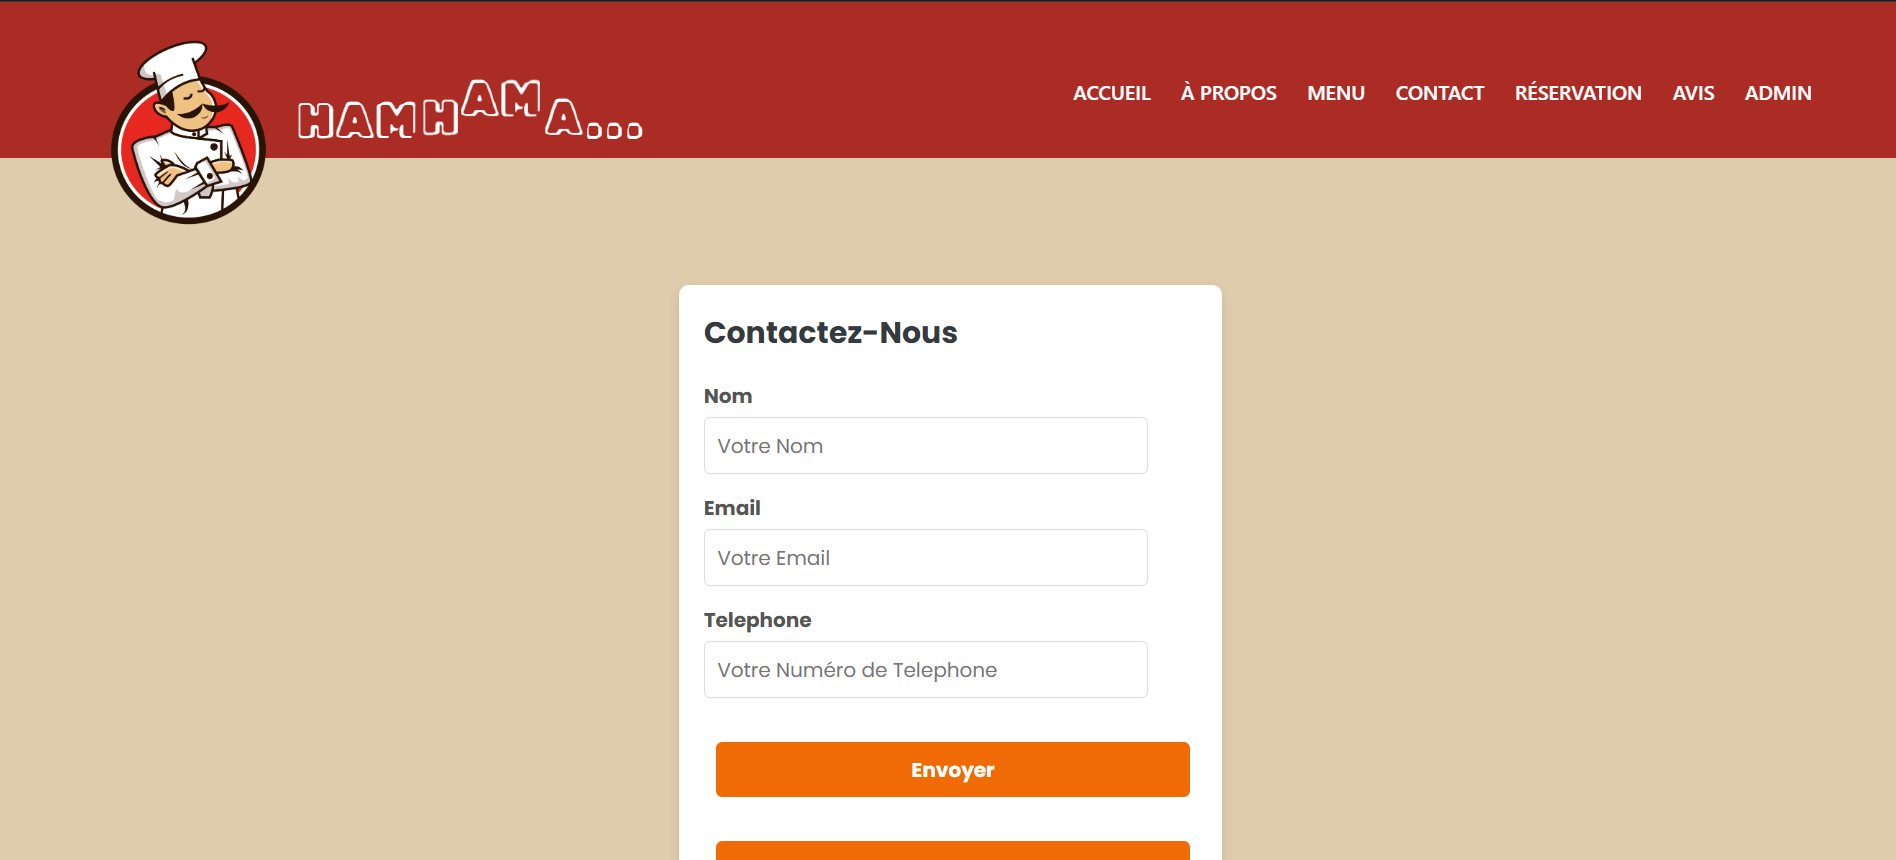 HAMHAMA...
ACCUEIL À PROPOS MENU CONTACT RÉSERVATION AVIS ADMIN
Contactez-Nous
Nom
Votre Nom
Email
Votre Email
Telephone
Votre Numéro de Telephone
Envoyer